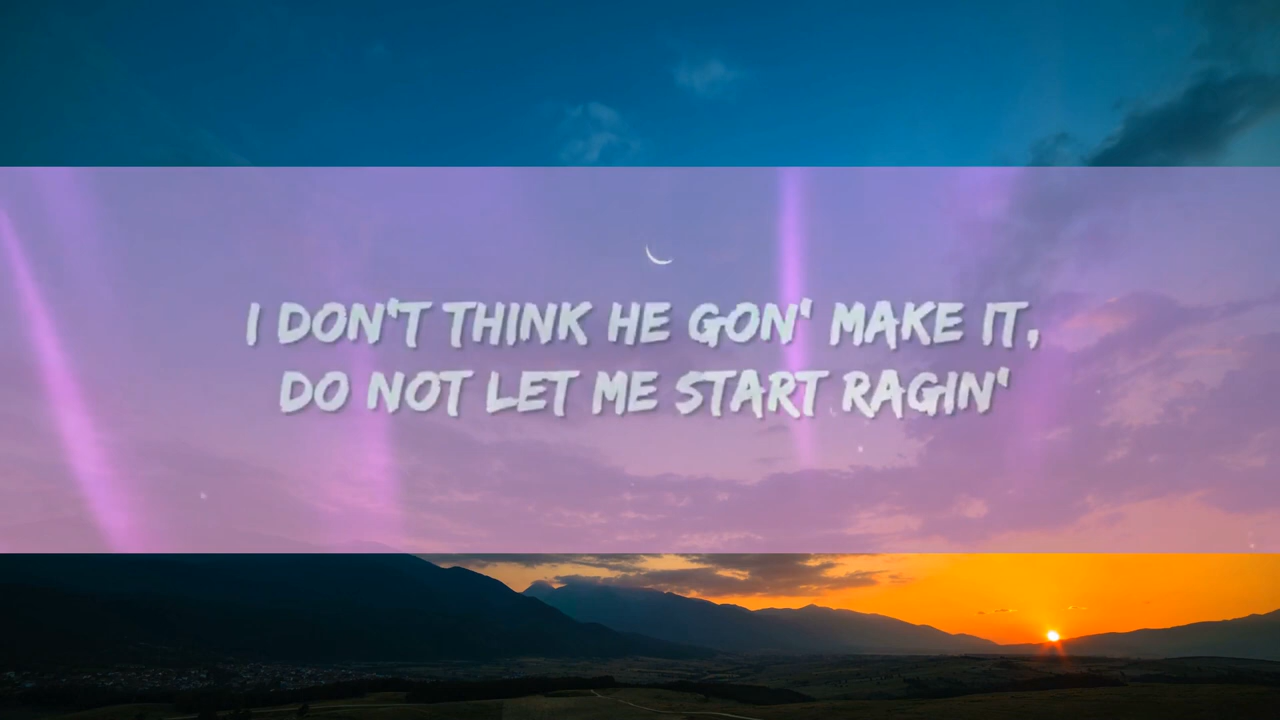 I DON'T THINK HE GON' MAKE IT,
DO NOT LET ME START RAGIN'